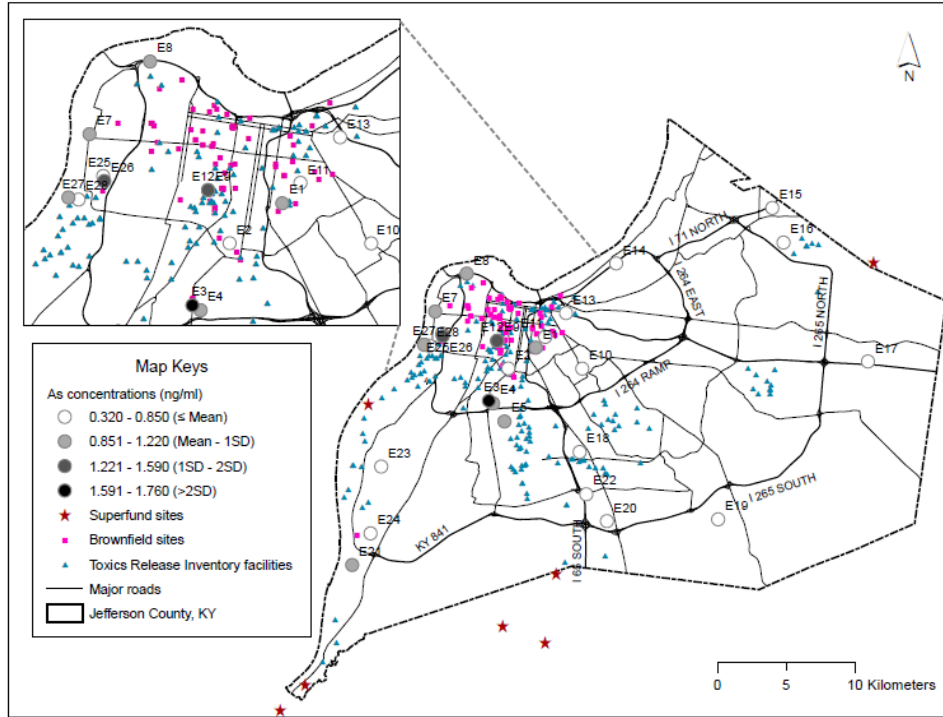 E8
E7
E13
E25
E26
E11
E12
E9
E1
E27
E28
E2
E10
E3
E4
N
E15
E16
I 71 NORTH
E14
I 264 EAST
I 265 NORTH
E8
E7
E13
E27
E28
E12
E9
E11
E1
E25
E26
E2
E10
E17
I 264 RAMP
E3
E4
E5
E18
E23
E22
I 265 SOUTH
E20
E19
E24
KY 841
E21
I 65 SOUTH
Map Keys
As concentrations (ng/ml)
0.320 - 0.850 (≤ Mean)
0.851 - 1.220 (Mean - 1SD)
1.221 - 1.590 (1SD - 2SD)
1.591 - 1.760 (>2SD)
Superfund sites
Brownfield sites
Toxics Release Inventory facilities
Major roads
Jefferson County, KY
0 5 10 Kilometers